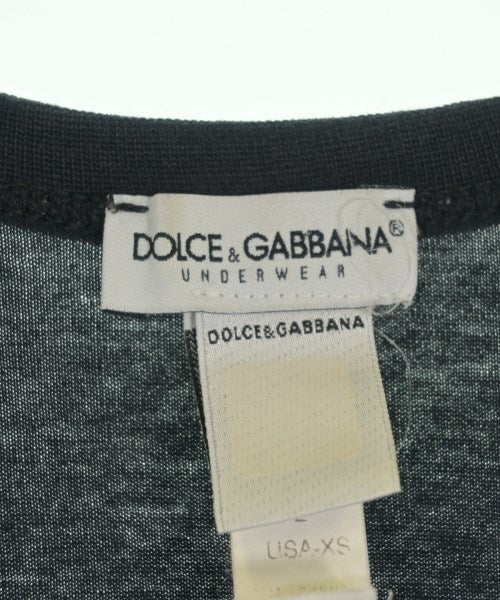 DOLCE & GABBANA®
UNDERWEAR
DOLCE&GABBANA
USA-XS